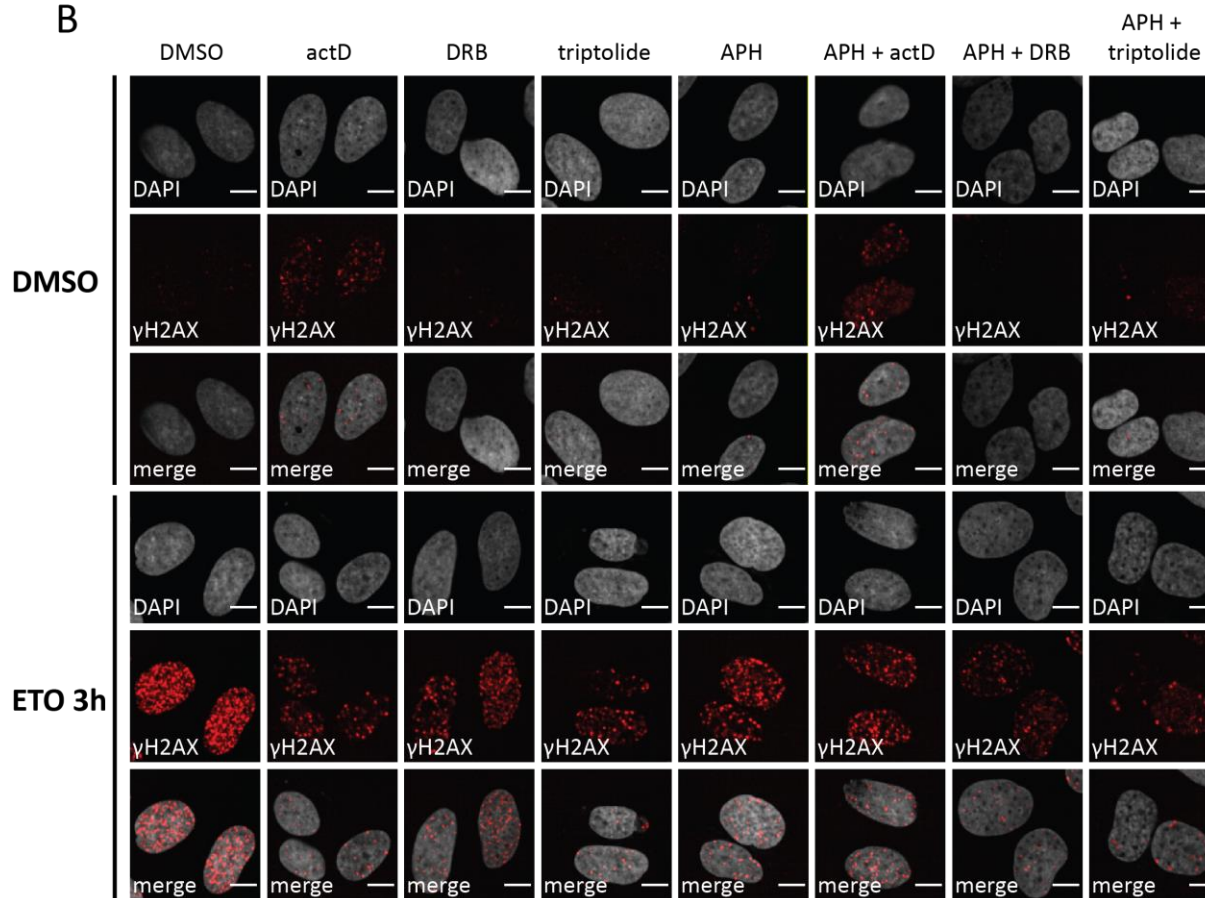 B
DMSO actD DRB triptolide APH APH + actD APH + DRB APH +
triptolide
DAPI DAPI DAPI DAPI DAPI DAPI DAPI DAPI
DMSO
γH2AX γH2AX γH2AX γH2AX γH2AX γH2AX γH2AX γH2AX
merge merge merge merge merge merge merge merge
DAPI DAPI DAPI DAPI DAPI DAPI DAPI DAPI
ETO 3h
γH2AX γH2AX γH2AX γH2AX γH2AX γH2AX γH2AX γH2AX
merge merge merge merge merge merge merge merge